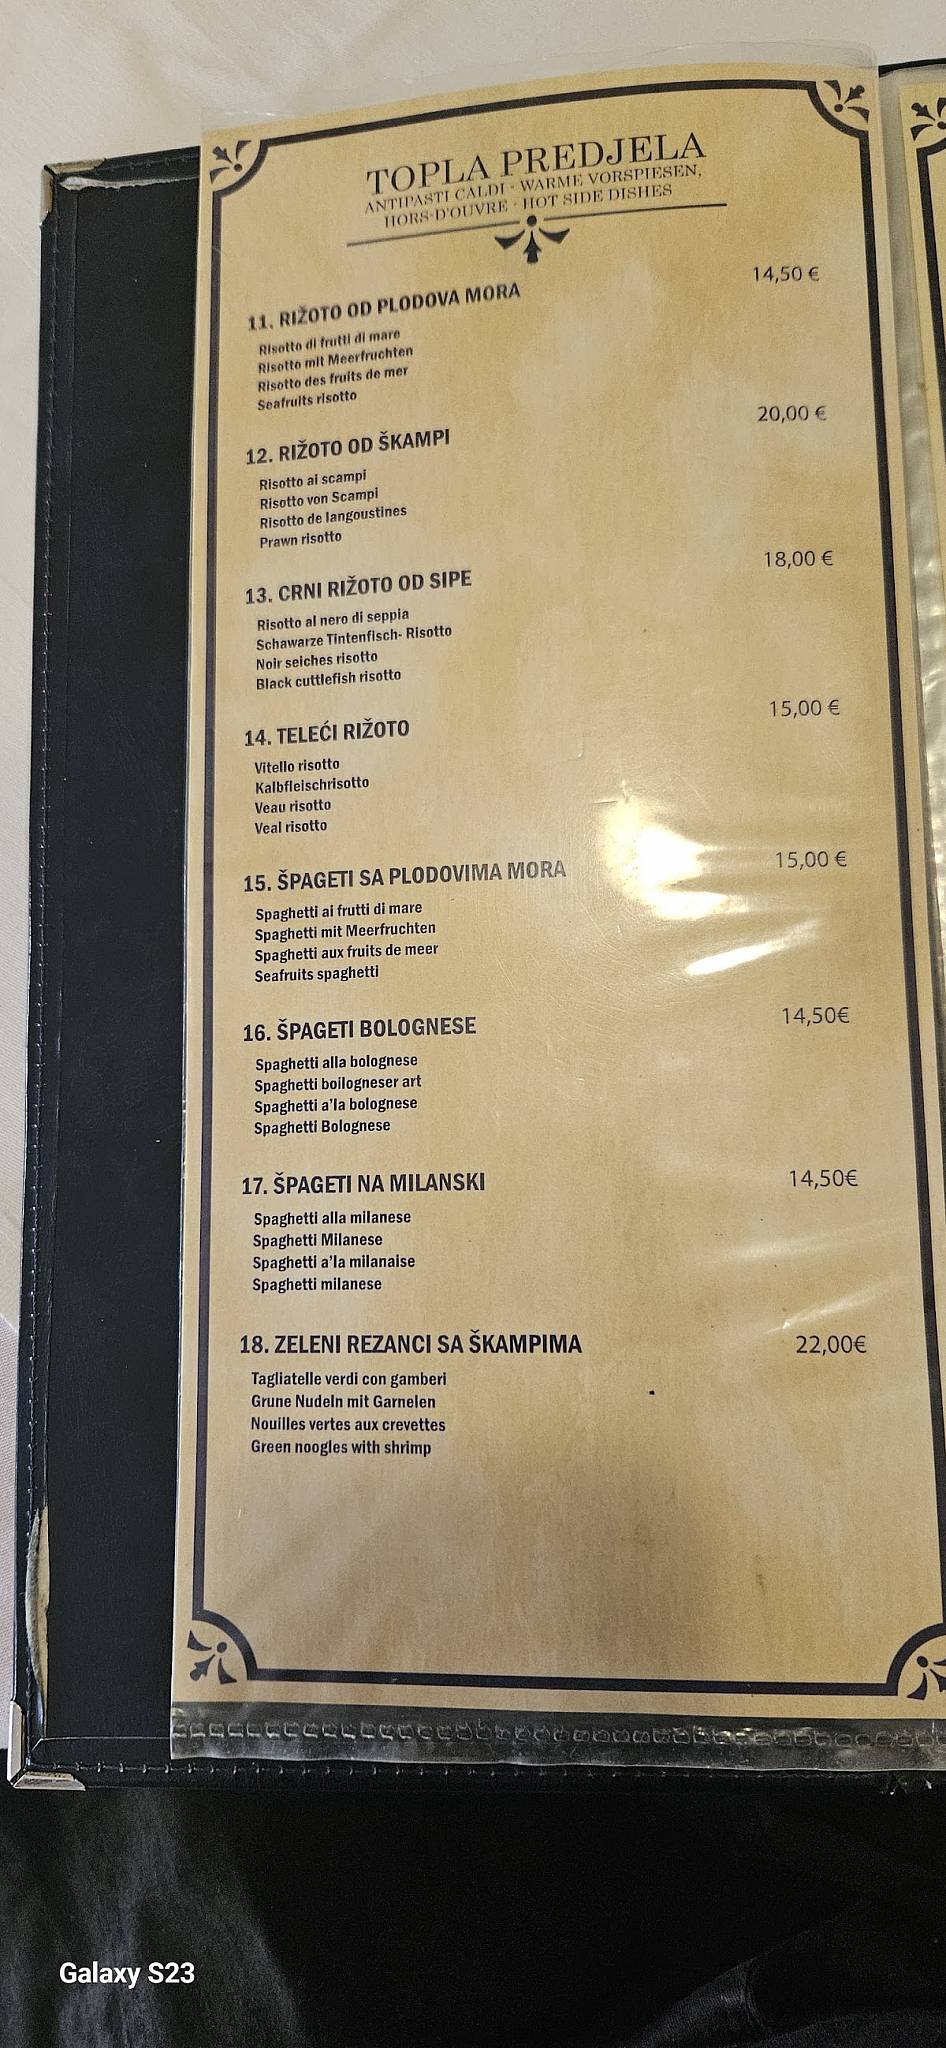 TOPLA PREDJELA
ANTIPASTI CALDI - WARME VORSPIESEN,
HORS-D'OUVRE - HOT SIDE DISHES
11. RIŽOTO OD PLODOVA MORA 14,50 €
Risotto di frutti di mare
Risotto mit Meerfruchten
Risotto des fruits de mer
Seafruits risotto
12. RIŽOTO OD ŠKAMPI 20,00 €
Risotto ai scampi
Risotto von Scampi
Risotto de langoustines
Prawn risotto
13. CRNI RIŽOTO OD SIPE 18,00 €
Risotto al nero di seppia
Schawarze Tintenfisch- Risotto
Noir seiches risotto
Black cuttlefish risotto
14. TELEĆI RIŽOTO 15,00 €
Vitello risotto
Kalbfleischrisotto
Veau risotto
Veal risotto
15. ŠPAGETI SA PLODOVIMA MORA 15,00 €
Spaghetti ai frutti di mare
Spaghetti mit Meerfruchten
Spaghetti aux fruits de meer
Seafruits spaghetti
16. ŠPAGETI BOLOGNESE 14,50€
Spaghetti alla bolognese
Spaghetti boilogneser art
Spaghetti a'la bolognese
Spaghetti Bolognese
17. ŠPAGETI NA MILANSKI 14,50€
Spaghetti alla milanese
Spaghetti Milanese
Spaghetti a'la milanaise
Spaghetti milanese
18. ZELENI REZANCI SA ŠKAMPIMA 22,00€
Tagliatelle verdi con gamberi
Grune Nudeln mit Garnelen
Nouilles vertes aux crevettes
Green noogles with shrimp
Galaxy S23